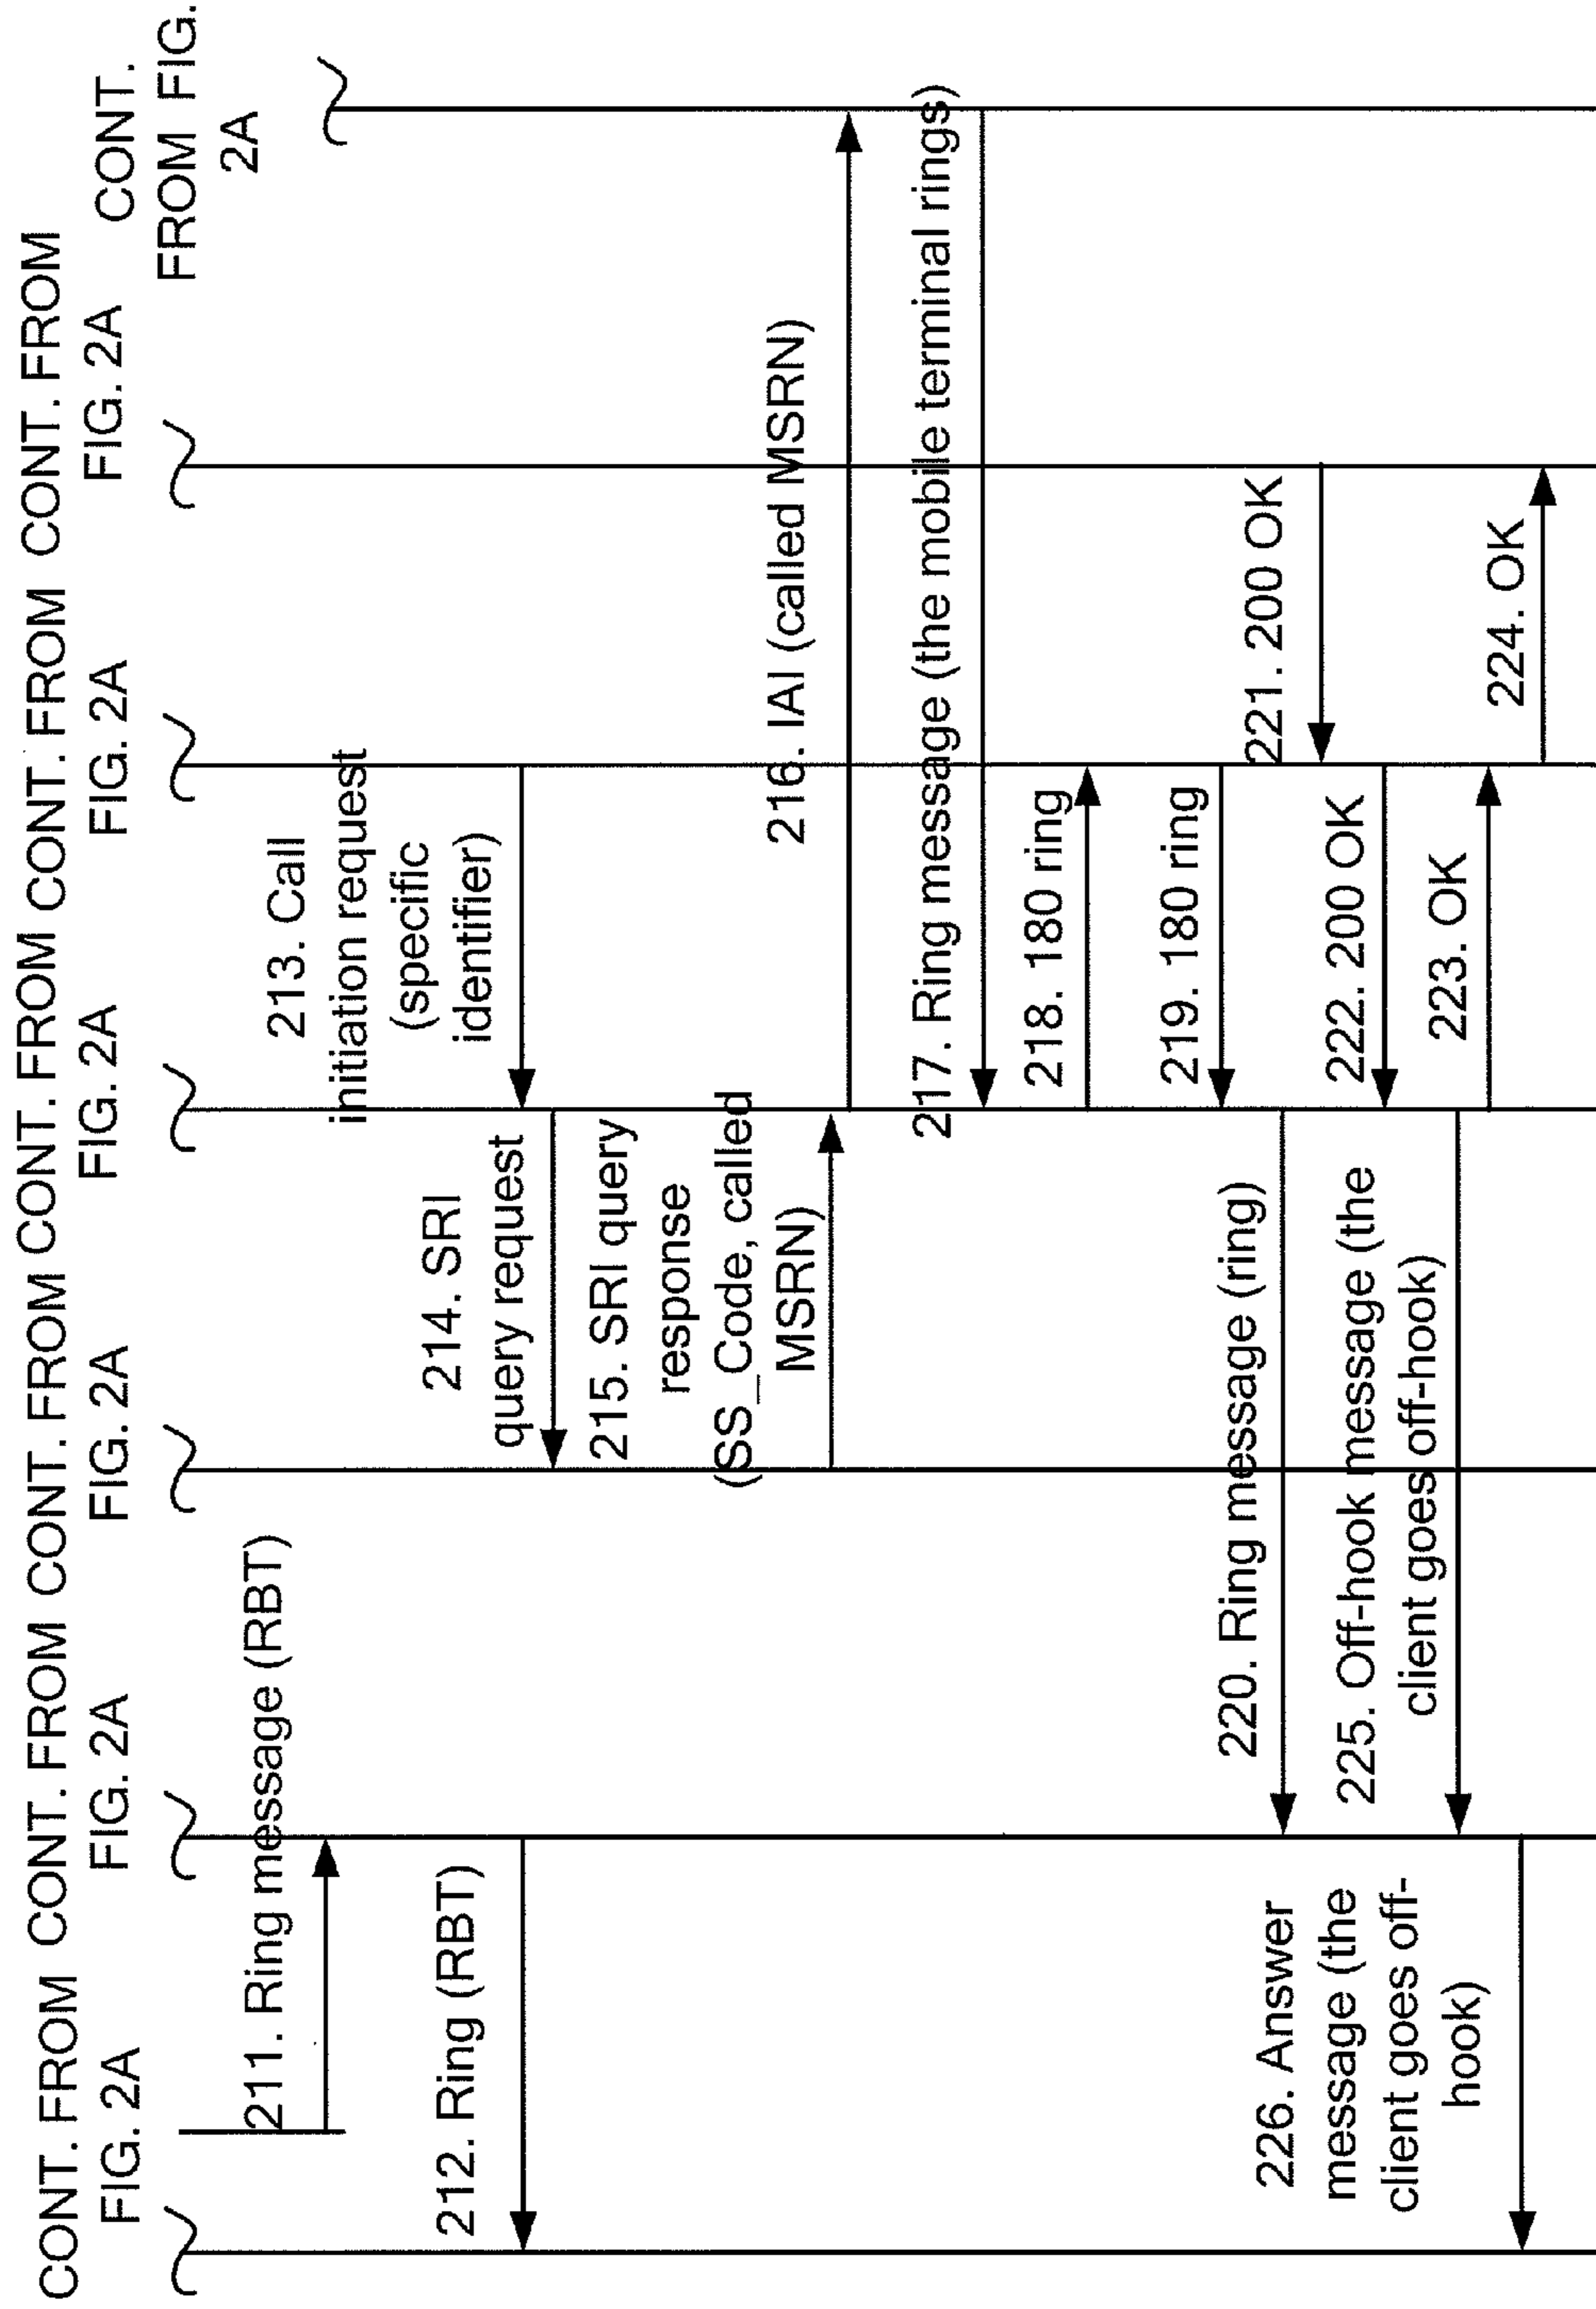 CONT. FROM
FIG. 2A
CONT. FROM
FIG. 2A
CONT. FROM
FIG. 2A
CONT. FROM
FIG. 2A
CONT. FROM
FIG. 2A
CONT. FROM
FIG. 2A
CONT.
FROM FIG.
2A
211. Ring message (RBT)
212. Ring (RBT)
213. Call
initiation request
(specific
identifier)
214. SRI
query request
215. SRI query
response
(SS_Code, called
MSRN)
216. IAI (called MSRN)
217. Ring message (the mobile terminal rings)
218. 180 ring
219. 180 ring
220. Ring message (ring)
221. 200 OK
222. 200 OK
223. OK
224. OK
225. Off-hook message (the
client goes off-hook)
226. Answer
message (the
client goes off-
hook)